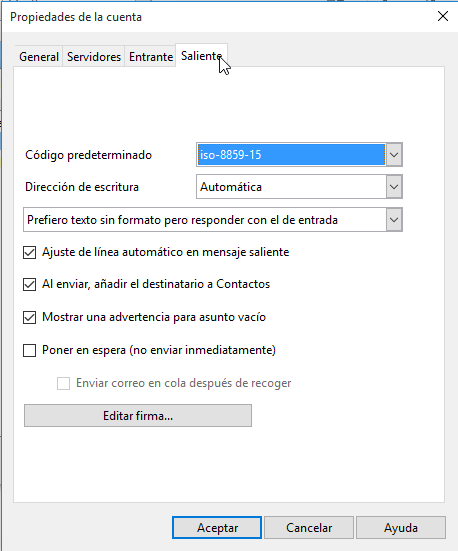 Propiedades de la cuenta
General Servidores Entrante Saliente
Código predeterminado iso-8859-15
Dirección de escritura Automática
Prefiero texto sin formato pero responder con el de entrada
Ajuste de línea automático en mensaje saliente
Al enviar, añadir el destinatario a Contactos
Mostrar una advertencia para asunto vacío
Poner en espera (no enviar inmediatamente)
Enviar correo en cola después de recoger
Editar firma...
Aceptar Cancelar Ayuda